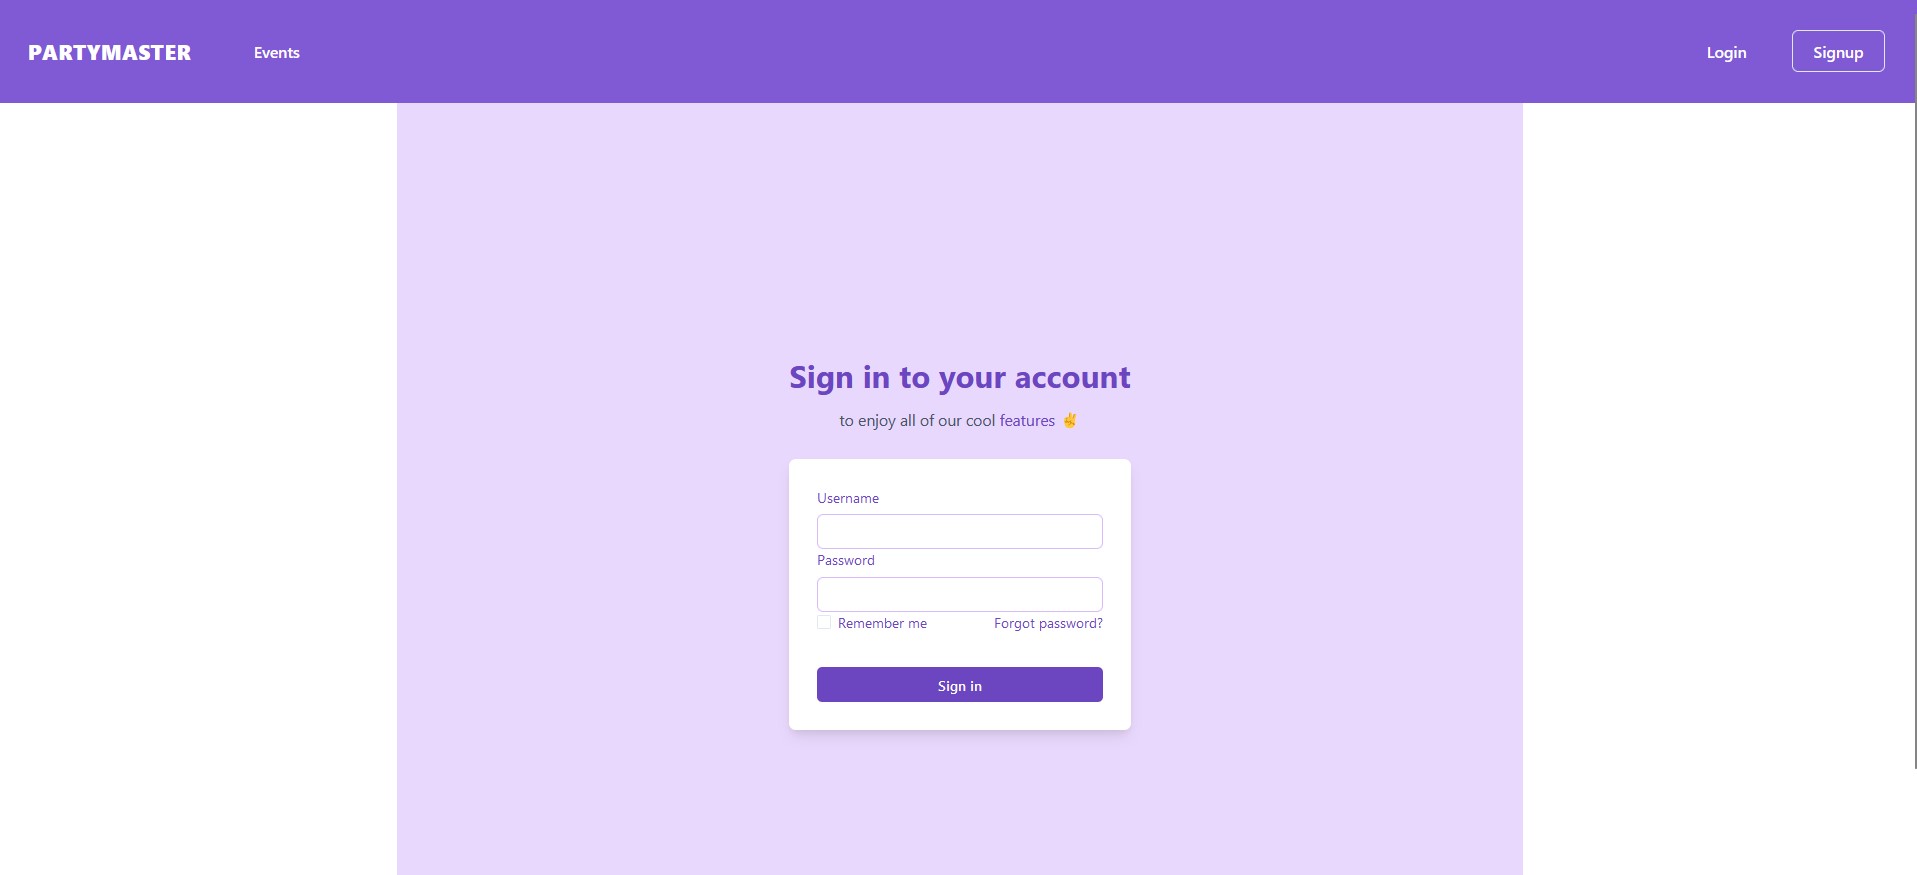 PARTYMASTER Events Login Signup
Sign in to your account
to enjoy all of our cool features ✌
Username
Password
Remember me Forgot password?
Sign in